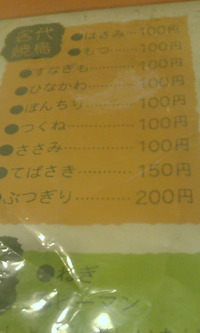 宮代
焼鳥
●はさみ………100円
●もつ…………100円
●すなぎも……100円
●ひなかわ……100円
●ぼんちり……100円
●つくね………100円
●ささみ………100円
●てばさき……150円
ぶつぎり………200円
●ねぎ